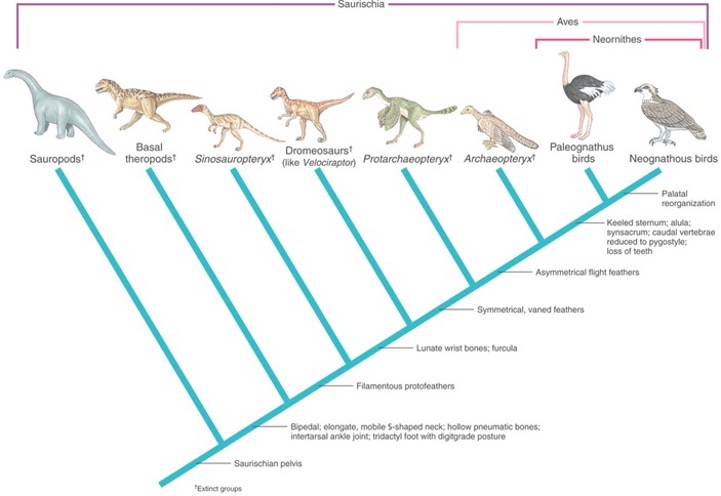 Saurischia
Aves
Neornithes
Sauropods†
Basal
theropods†
Sinosauropteryx†
Dromeosaurs†
(like Velociraptor)
Protarchaeopteryx†
Archaeopteryx†
Paleognathus
birds
Neognathous birds
Palatal
reorganization
Keeled sternum; alula;
synsacrum; caudal vertebrae
reduced to pygostyle;
loss of teeth
Asymmetrical flight feathers
Symmetrical, vaned feathers
Lunate wrist bones; furcula
Filamentous protofeathers
Bipedal; elongate, mobile S-shaped neck; hollow pneumatic bones;
intertarsal ankle joint; tridactyl foot with digitgrade posture
Saurischian pelvis
†Extinct groups